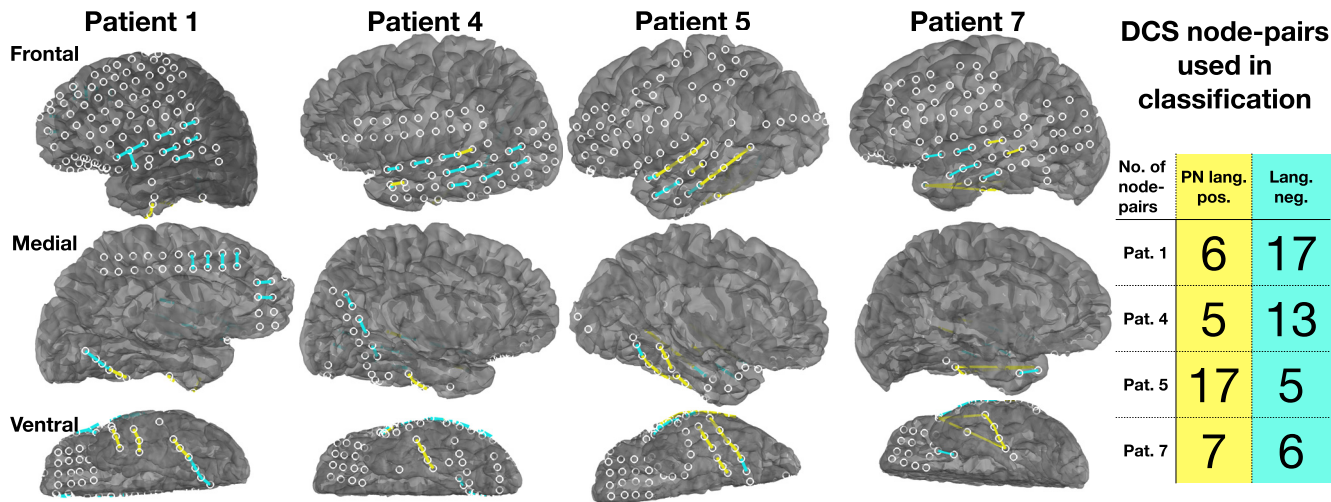 Patient 1
Patient 4
Patient 5
Patient 7
Frontal
Medial
Ventral
DCS node-pairs
used in
classification
No. of
node-
pairs
PN lang.
pos.
Lang.
neg.
Pat. 1
6
17
Pat. 4
5
13
Pat. 5
17
5
Pat. 7
7
6